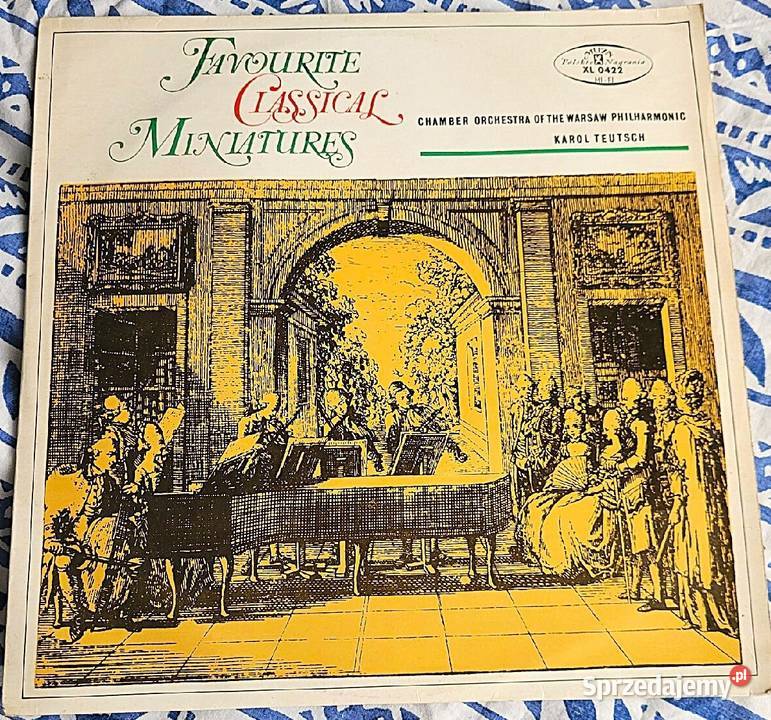 FAVOURITE
CLASSICAL
MINIATURES
MUZA
Polskie Nagrania
XL 0422
HI-FI
CHAMBER ORCHESTRA OF THE WARSAW PHILHARMONIC
KAROL TEUTSCH
Sprzedajemy.pl